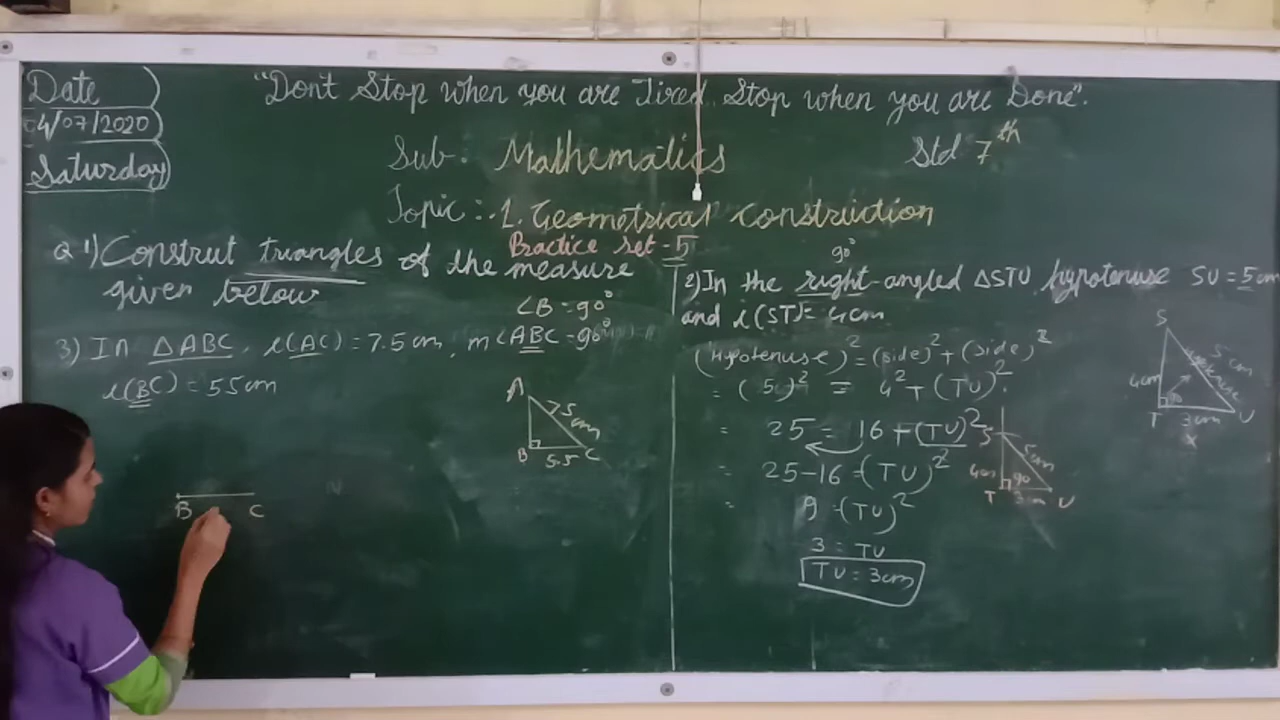 Date
04/07/2020
Saturday
"Dont Stop when you are Tired Stop when you are Done".
Sub. Mathematics
Std 7th
Topic :- 1. Geometrical construction
Practice set - 5
Q 1) Construt triangles of the measure
given below
∠B = 90°
3) In △ABC, l(AC) = 7.5 cm, m∠ABC = 90°
l(BC) = 5.5 cm
A
5 cm
B 5.5 C
B C
90°
2) In the right-angled △STU, hypotenuse SU = 5 cm
and l(ST) = 4 cm
(Hypotenuse)² = (side)² + (side)²
= (5)² = 4² + (TU)²
= 25 = 16 + (TU)²
= 25 - 16 = (TU)²
= 9 = (TU)²
3 = TU
TU = 3cm
S
5cm
4cm
90
T 3cm U
S
5 cm
4cm
90
T 3cm U
X